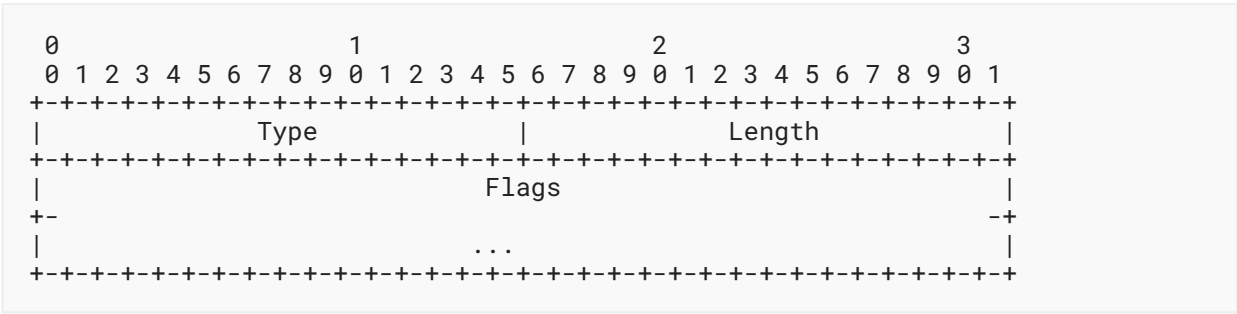 0                   1                   2                   3
 0 1 2 3 4 5 6 7 8 9 0 1 2 3 4 5 6 7 8 9 0 1 2 3 4 5 6 7 8 9 0 1
+-+-+-+-+-+-+-+-+-+-+-+-+-+-+-+-+-+-+-+-+-+-+-+-+-+-+-+-+-+-+-+-+
|              Type             |             Length            |
+-+-+-+-+-+-+-+-+-+-+-+-+-+-+-+-+-+-+-+-+-+-+-+-+-+-+-+-+-+-+-+-+
|                             Flags                             |
+-                                                             -+
|                            ...                                |
+-+-+-+-+-+-+-+-+-+-+-+-+-+-+-+-+-+-+-+-+-+-+-+-+-+-+-+-+-+-+-+-+